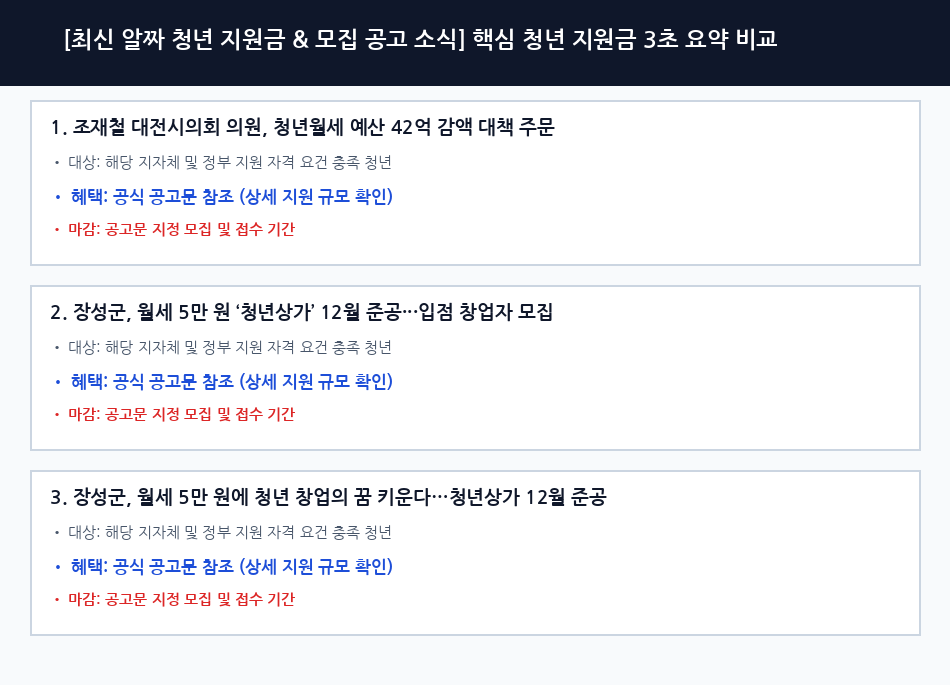 [최신 알짜 청년 지원금 & 모집 공고 소식] 핵심 청년 지원금 3초 요약 비교
1. 조재철 대전시의회 의원, 청년월세 예산 42억 감액 대책 주문
• 대상: 해당 지자체 및 정부 지원 자격 요건 충족 청년
• 혜택: 공식 공고문 참조 (상세 지원 규모 확인)
• 마감: 공고문 지정 모집 및 접수 기간
2. 장성군, 월세 5만 원 ‘청년상가’ 12월 준공…입점 창업자 모집
• 대상: 해당 지자체 및 정부 지원 자격 요건 충족 청년
• 혜택: 공식 공고문 참조 (상세 지원 규모 확인)
• 마감: 공고문 지정 모집 및 접수 기간
3. 장성군, 월세 5만 원에 청년 창업의 꿈 키운다…청년상가 12월 준공
• 대상: 해당 지자체 및 정부 지원 자격 요건 충족 청년
• 혜택: 공식 공고문 참조 (상세 지원 규모 확인)
• 마감: 공고문 지정 모집 및 접수 기간